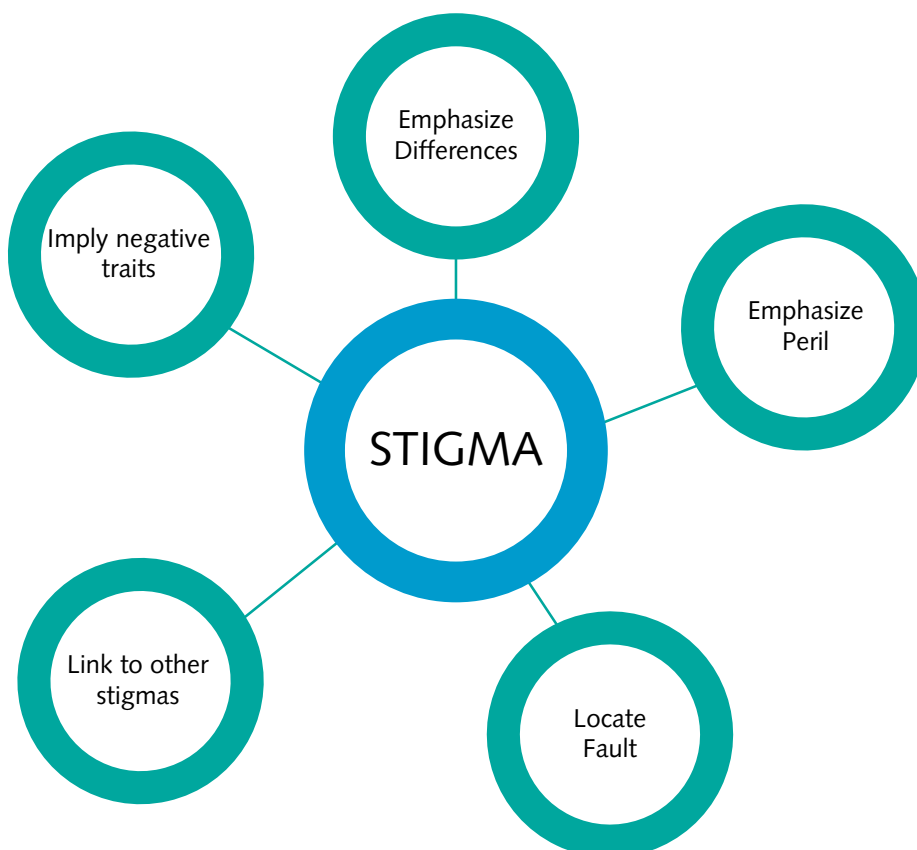 Emphasize
Differences
Imply negative
traits
Emphasize
Peril
STIGMA
Link to other
stigmas
Locate
Fault